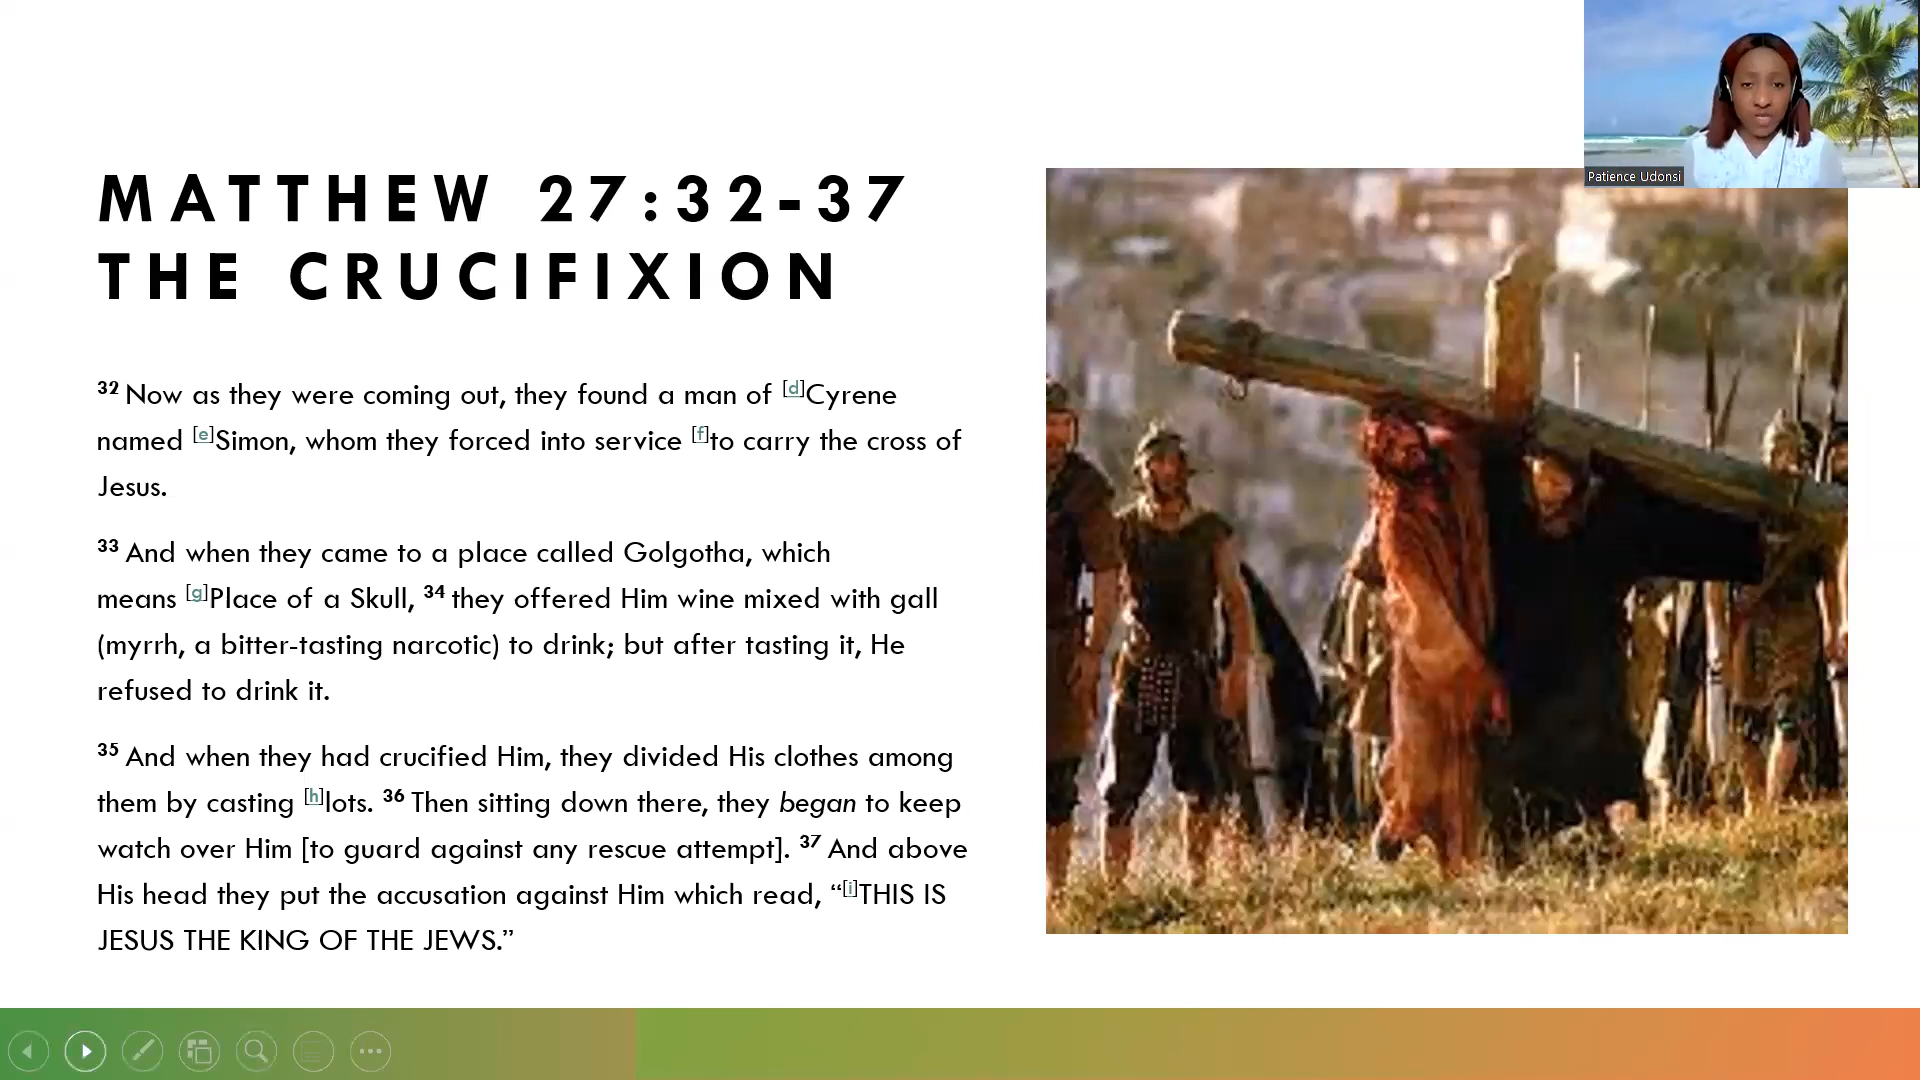 Patience Udonsi
MATTHEW 27:32-37
THE CRUCIFIXION
32 Now as they were coming out, they found a man of [d]Cyrene
named [e]Simon, whom they forced into service [f]to carry the cross of
Jesus.
33 And when they came to a place called Golgotha, which
means [g]Place of a Skull, 34 they offered Him wine mixed with gall
(myrrh, a bitter-tasting narcotic) to drink; but after tasting it, He
refused to drink it.
35 And when they had crucified Him, they divided His clothes among
them by casting [h]lots. 36 Then sitting down there, they began to keep
watch over Him [to guard against any rescue attempt]. 37 And above
His head they put the accusation against Him which read, “[i]THIS IS
JESUS THE KING OF THE JEWS.”